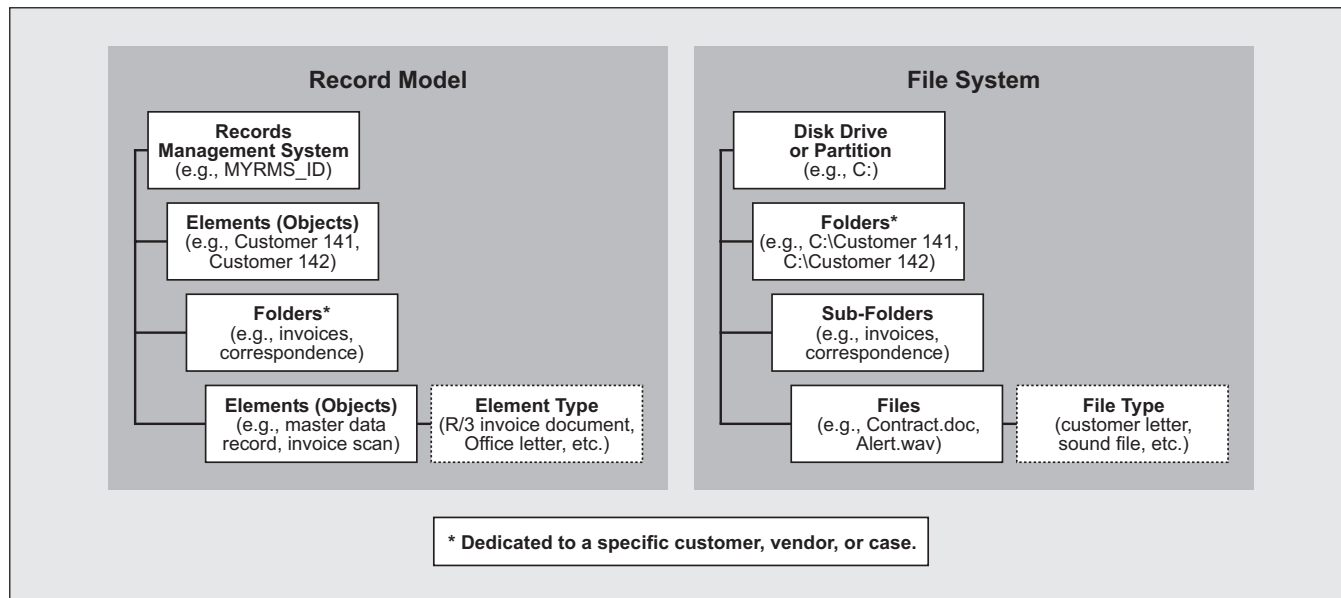 Record Model
Records
Management System
(e.g., MYRMS_ID)
Elements (Objects)
(e.g., Customer 141,
Customer 142)
Folders*
(e.g., invoices,
correspondence)
Elements (Objects)
(e.g., master data
record, invoice scan)
Element Type
(R/3 invoice document,
Office letter, etc.)
File System
Disk Drive
or Partition
(e.g., C:)
Folders*
(e.g., C:\Customer 141,
C:\Customer 142)
Sub-Folders
(e.g., invoices,
correspondence)
Files
(e.g., Contract.doc,
Alert.wav)
File Type
(customer letter,
sound file, etc.)
* Dedicated to a specific customer, vendor, or case.